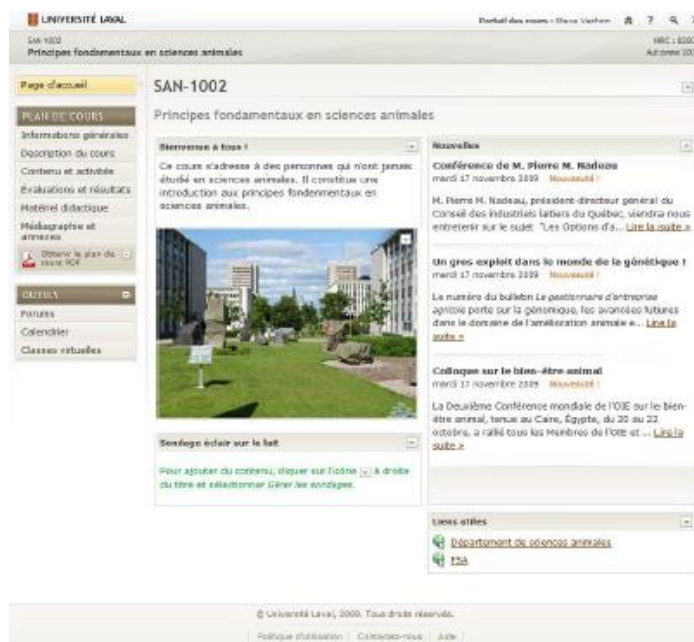 UNIVERSITÉ LAVAL
Portail des cours
?
SAN-1002
Principes fondamentaux en sciences animales
NRC :
Automne
Page d'accueil
PLAN DE COURS
Informations générales
Description du cours
Contenu et activités
Évaluations et résultats
Matériel didactique
Médiagraphie et
annexes
Obtenir le plan de
cours PDF
OUTILS
Forums
Calendrier
Classes virtuelles
SAN-1002
Principes fondamentaux en sciences animales
Bienvenue à tous !
Ce cours s'adresse à des personnes qui n'ont jamais
étudié en sciences animales. Il constitue une
introduction aux principes fondamentaux en
sciences animales.
Sondage éclair sur le lait
Pour ajouter du contenu, cliquer sur l'icône à droite
du titre et sélectionner Gérer les sondages.
Nouvelles
Conférence de M. Pierre M. Nadeau
mardi 17 novembre 2009 Nouveauté !
M. Pierre M. Nadeau, président-directeur général du
Conseil des industriels laitiers du Québec, viendra nous
entretenir sur le sujet "Les Options d'a... Lire la suite »
Un gros exploit dans le monde de la génétique !
mardi 17 novembre 2009 Nouveauté !
Le numéro du bulletin Le gestionnaire d'entreprise
agricole porte sur la génomique, les avancées futures
dans le domaine de l'amélioration animale e... Lire la
suite »
Colloque sur le bien-être animal
mardi 17 novembre 2009 Nouveauté !
La Deuxième Conférence mondiale de l'OIE sur le bien-
être animal, tenue au Caire, Égypte, du 20 au 22
octobre, a rallié tous les Membres de l'OIE et ... Lire la
suite »
Liens utiles
Département de sciences animales
FSA
© Université Laval, 2009. Tous droits réservés.
Politique d'utilisation | Contactez-nous | Aide |